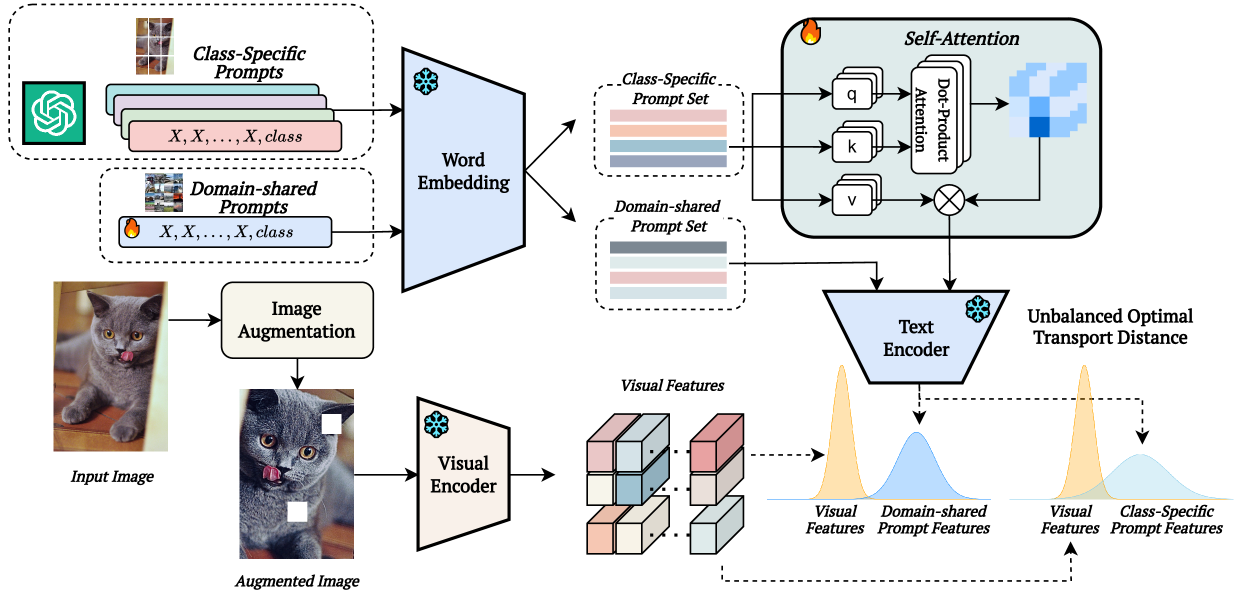 Class-Specific
Prompts
X, X, . . . , X, class
Domain-shared
Prompts
X, X, . . . , X, class
Word
Embedding
Class-Specific
Prompt Set
Domain-shared
Prompt Set
Self-Attention
q
k
v
Dot-Product
Attention
Text
Encoder
Unbalanced Optimal
Transport Distance
Image
Augmentation
Input Image
Augmented Image
Visual
Encoder
Visual Features
Visual
Features
Domain-shared
Prompt Features
Visual
Features
Class-Specific
Prompt Features